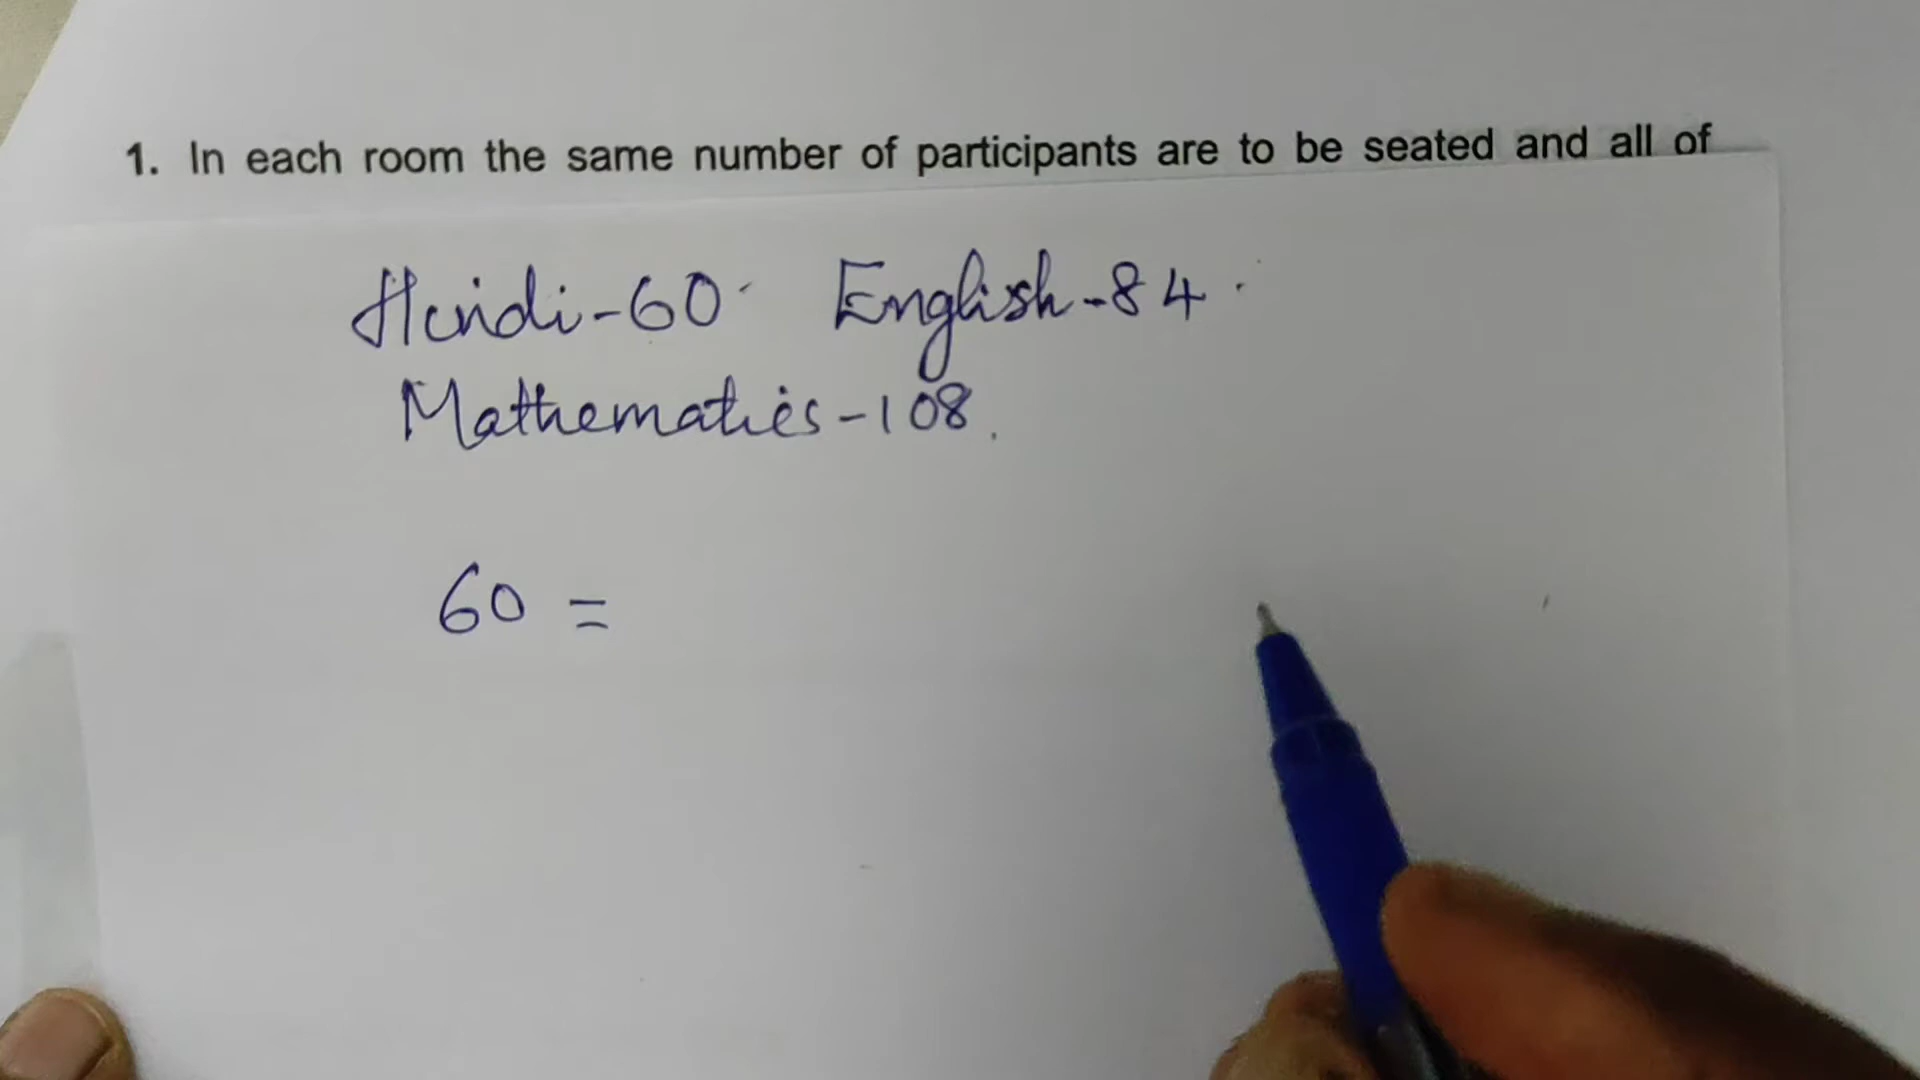 1. In each room the same number of participants are to be seated and all of
Hindi-60 English-84
Mathematics-108.
60 =